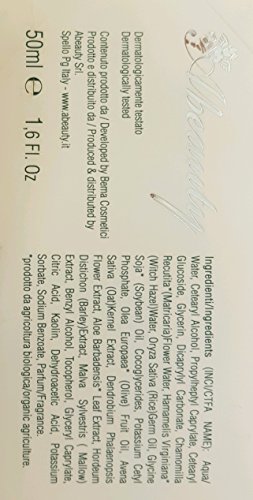 Abeauty
Ingredienti/Ingredients (INCI/CTFA NAME): Aqua/
Water, Cetearyl Alcohol, Propylheptyl Caprylate, Cetearyl
Glucoside, Glycerin, Dicaprylyl Carbonate, Chamomilla
Recutita*(Matricaria)Flower Water, Hamamelis Virginiana*
(Witch Hazel)Water, Oryza Sativa (Rice)Germ Oil, Glycine
Soja* (Soybean) Oil, Cocoglycerides, Potassium Cetyl
Phosphate, Olea Europaea* (Olive) Fruit Oil, Avena
Sativa (Oat)Kernel Extract, Dendrobium Phalaenopsis
Flower Extract, Aloe Barbadensis* Leaf Extract, Hordeum
Distichon (Barley)Extract, Malva Sylvestris (Mallow)
Extract, Benzyl Alcohol, Tocopherol, Glyceryl Caprylate,
Citric Acid, Kaolin, Dehydroacetic Acid, Potassium
Sorbate, Sodium Benzoate, Parfum/Fragrance.
*prodotto da agricoltura biologica/organic agriculture.
Dermatologicamente testato
Dermatologically tested
Contenuto prodotto da / Developed by Bema Cosmetici
Prodotto e distribuito da / Produced & distributed by
Abeauty Srl.
Spello Pg Italy - www.abeauty.it
50ml ℮ 1,6 Fl. Oz